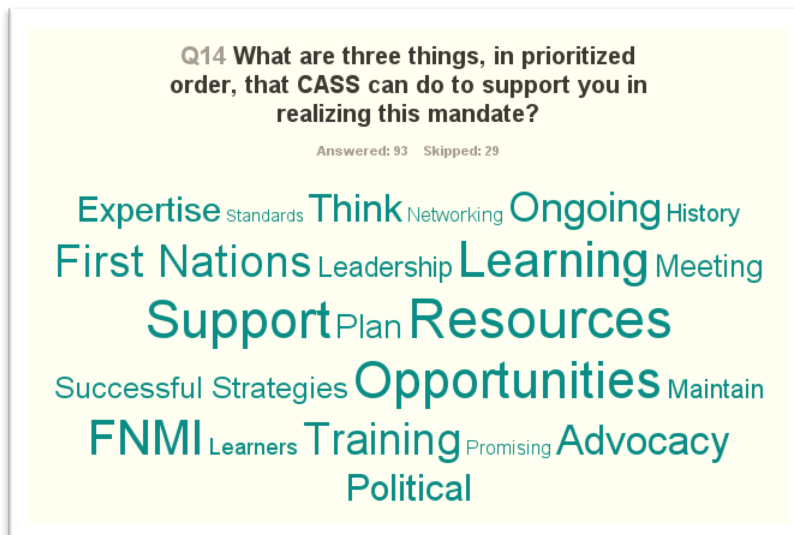 Q14 What are three things, in prioritized
order, that CASS can do to support you in
realizing this mandate?
Answered: 93 Skipped: 29
Expertise Standards Think Networking Ongoing History
First Nations Leadership Learning Meeting
Support Plan Resources
Successful Strategies Opportunities Maintain
FNMI Learners Training Promising Advocacy
Political